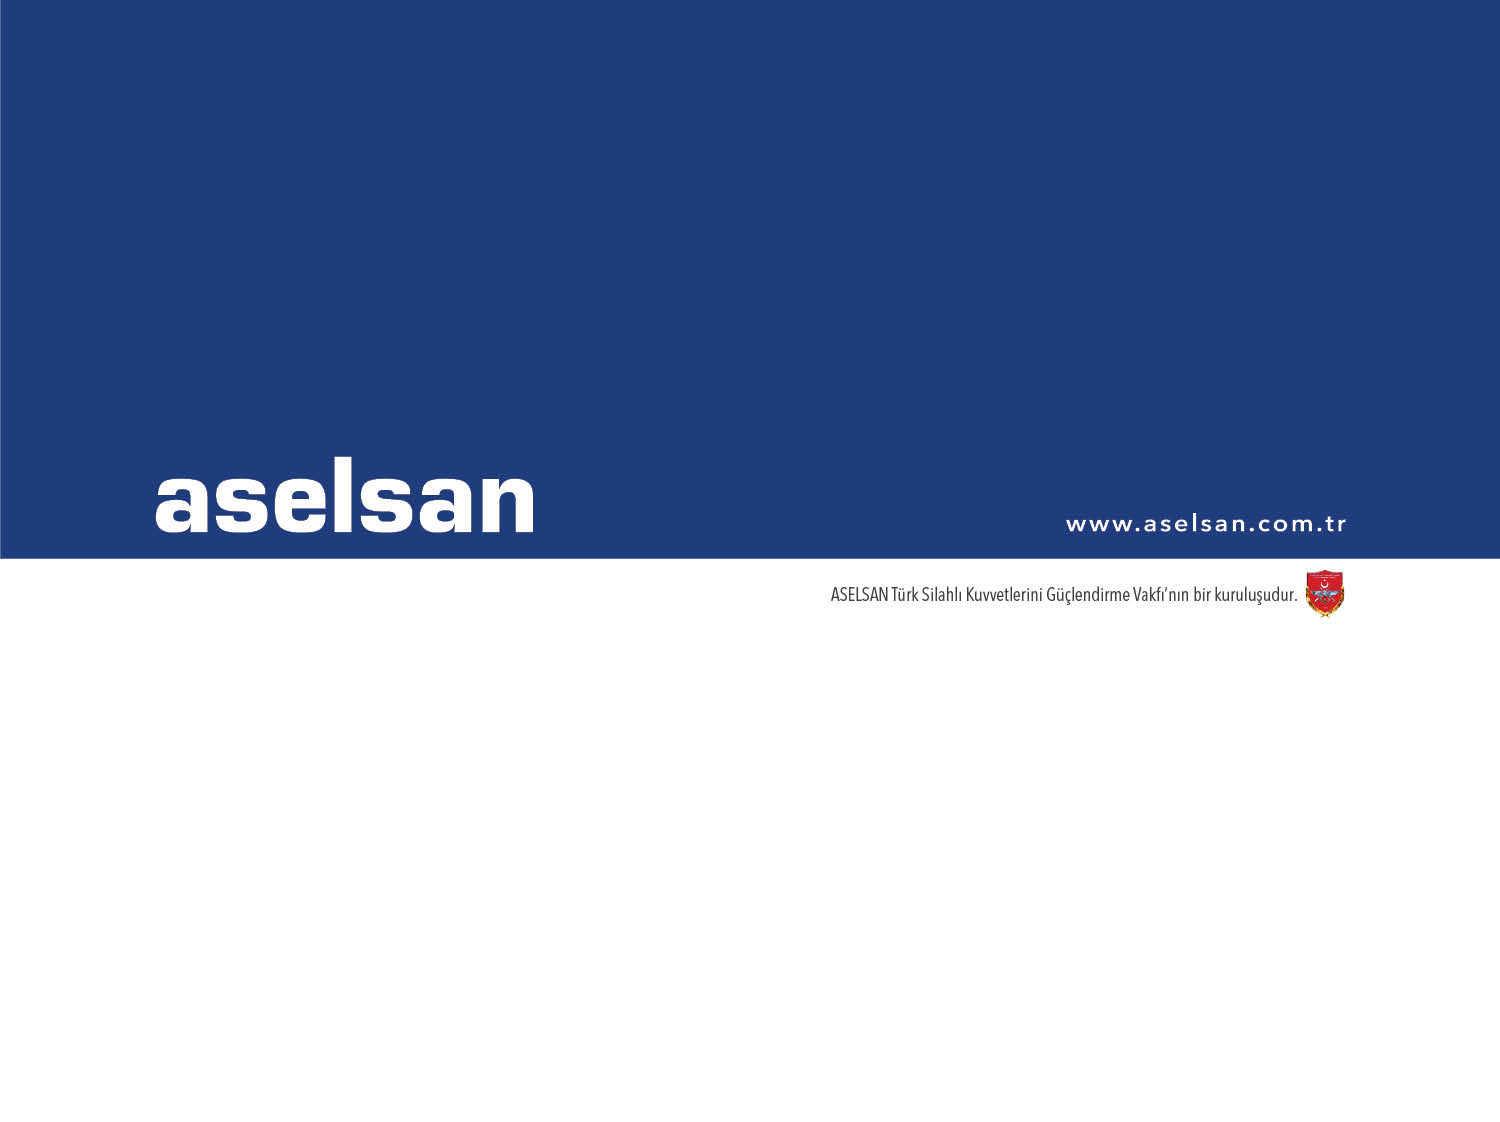 aselsan
www.aselsan.com.tr
ASELSAN Türk Silahlı Kuvvetlerini Güçlendirme Vakfı’nın bir kuruluşudur.